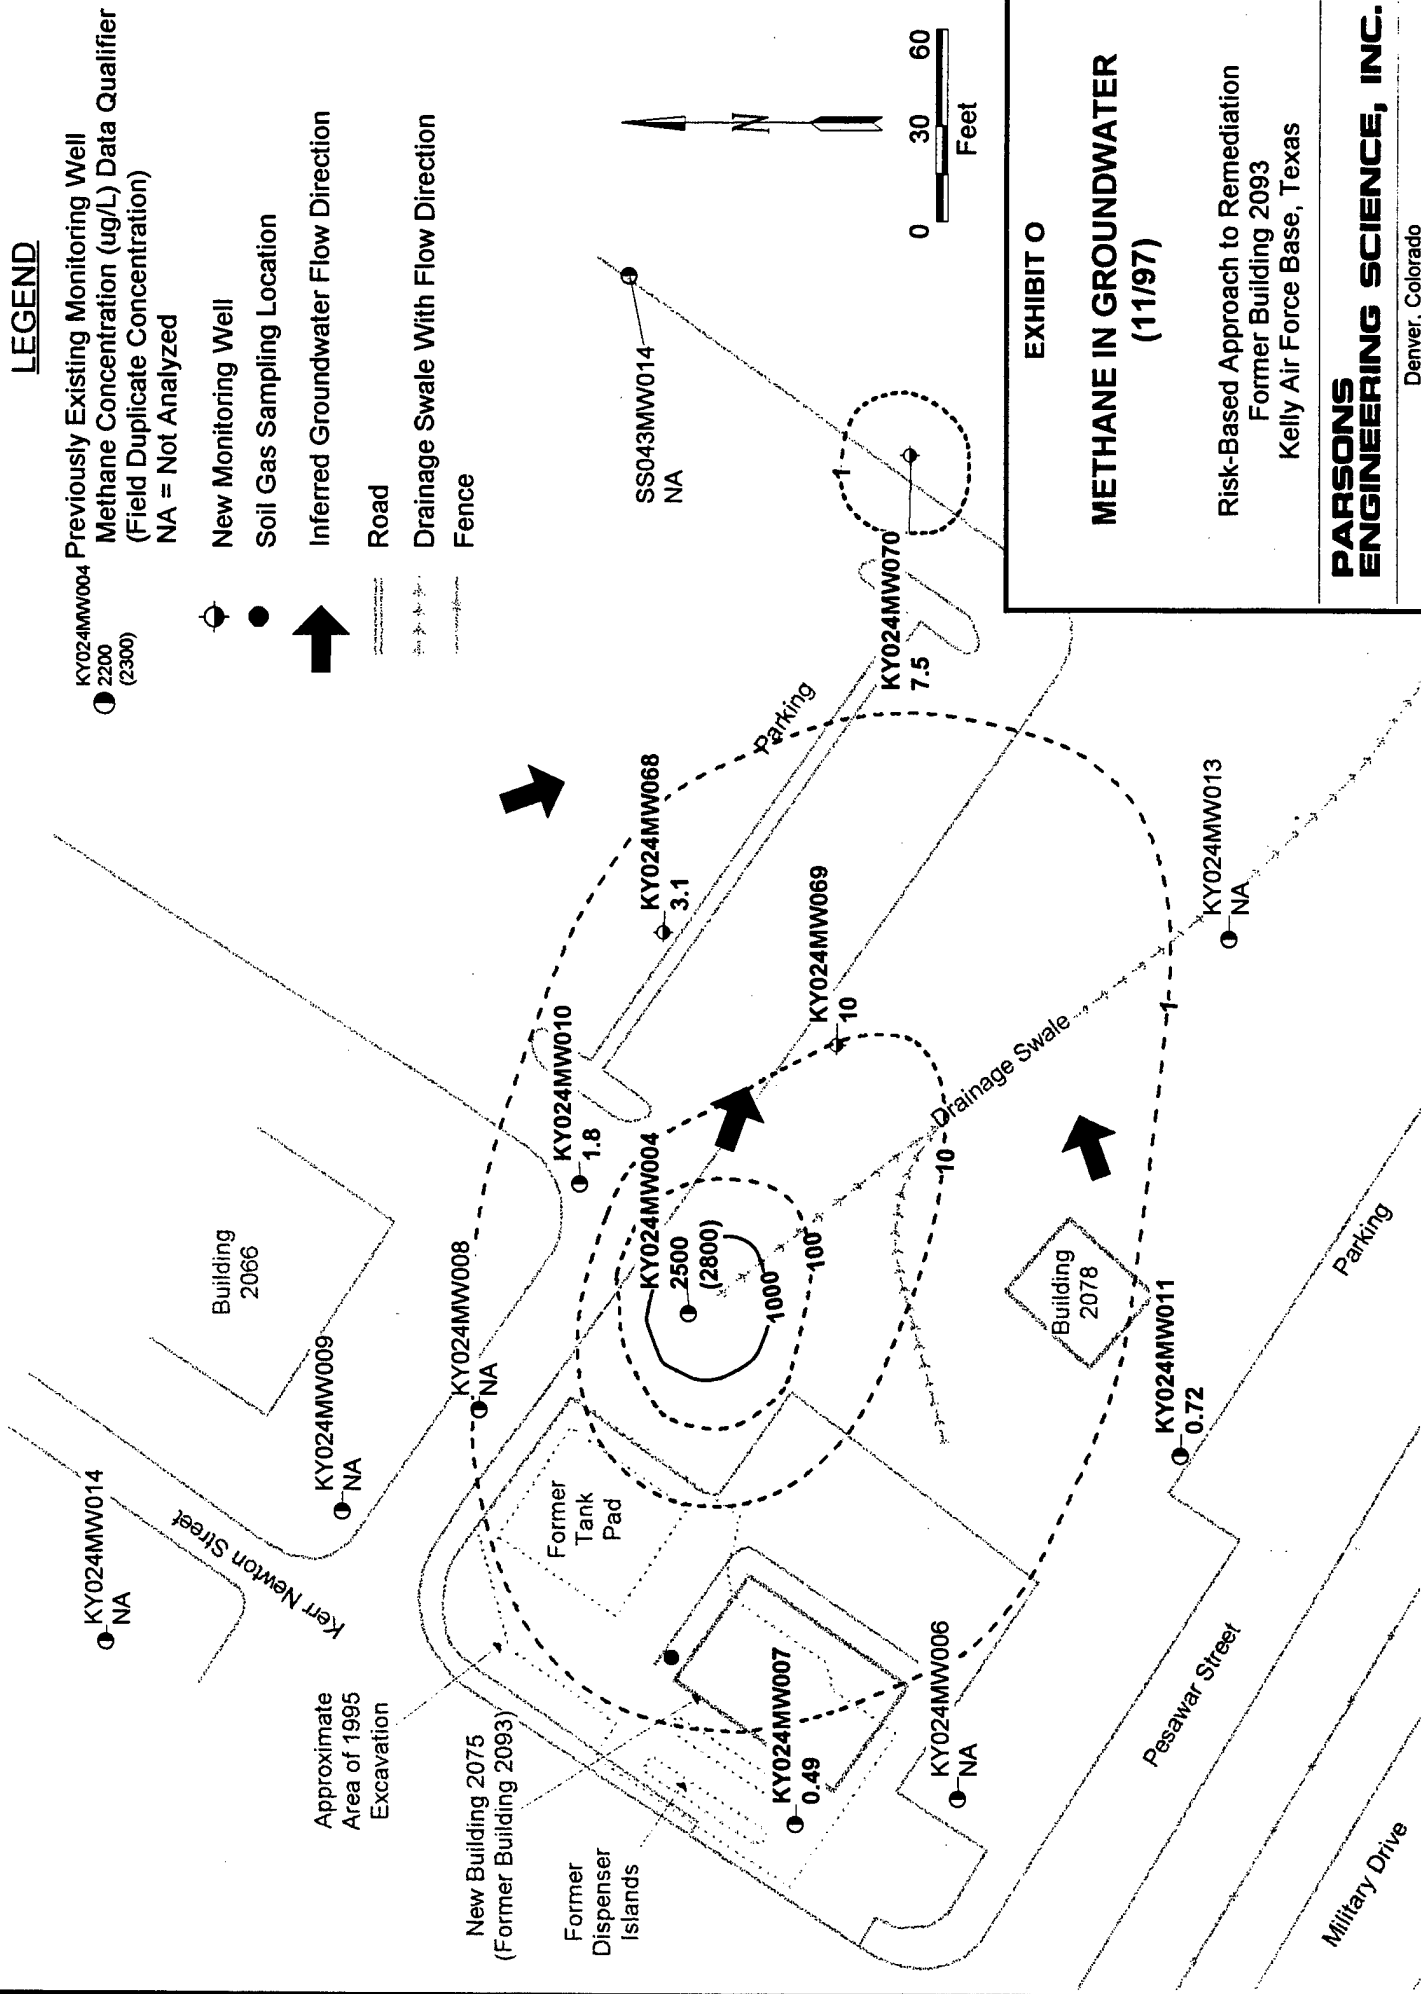 LEGEND
KY024MW004
2200
(2300)
Previously Existing Monitoring Well
Methane Concentration (ug/L) Data Qualifier
(Field Duplicate Concentration)
NA = Not Analyzed
New Monitoring Well
Soil Gas Sampling Location
Inferred Groundwater Flow Direction
Road
Drainage Swale With Flow Direction
Fence
N
0 30 60
Feet
KY024MW014
NA
Kerr Newton Street
KY024MW009
NA
Building
2066
KY024MW008
NA
Approximate
Area of 1995
Excavation
New Building 2075
(Former Building 2093)
Former
Dispenser
Islands
Former
Tank
Pad
KY024MW010
1.8
KY024MW068
3.1
Parking
SS043MW014
NA
KY024MW004
2500
(2800)
1000
100
10
1
KY024MW069
10
KY024MW070
7.5
1
KY024MW007
0.49
KY024MW006
NA
Drainage Swale
Building
2078
KY024MW011
0.72
KY024MW013
NA
Parking
Pesawar Street
Military Drive
EXHIBIT O
METHANE IN GROUNDWATER
(11/97)
Risk-Based Approach to Remediation
Former Building 2093
Kelly Air Force Base, Texas
PARSONS
ENGINEERING SCIENCE, INC.
Denver, Colorado